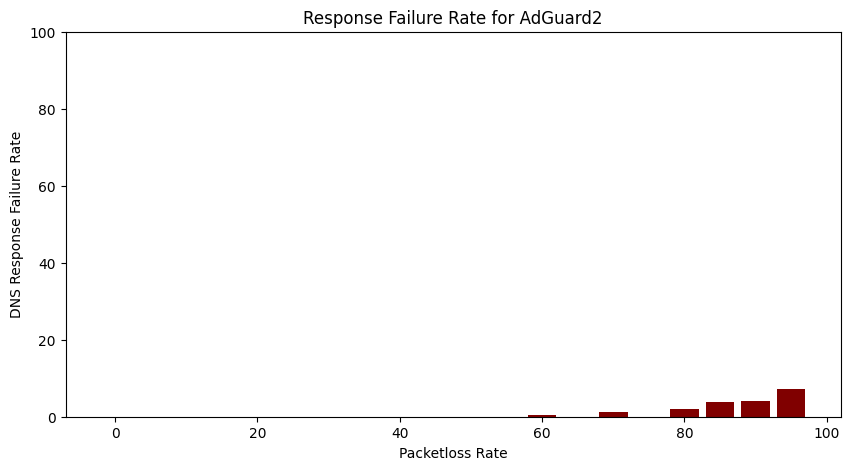 Response Failure Rate for AdGuard2
100
80
60
40
20
0
DNS Response Failure Rate
0 20 40 60 80 100
Packetloss Rate